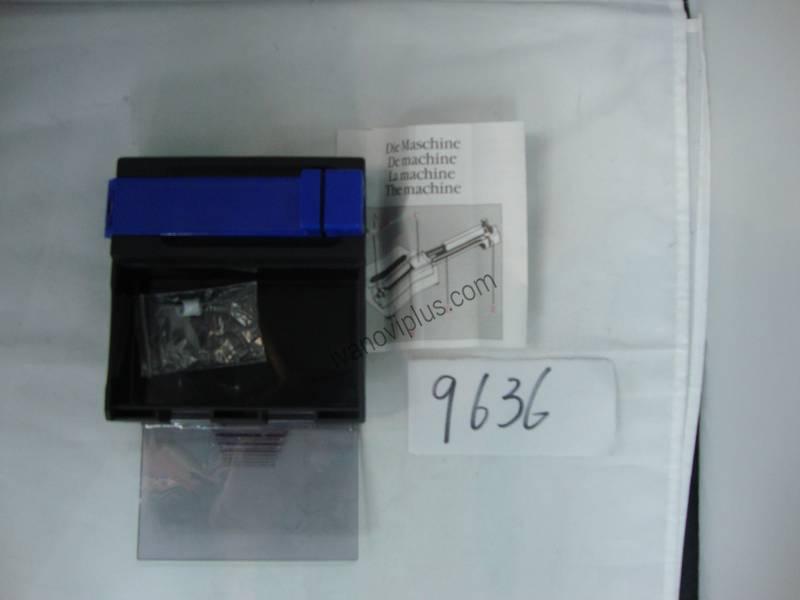 Die Maschine
De machine
La machine
The machine
ivanoviplus.com
9636